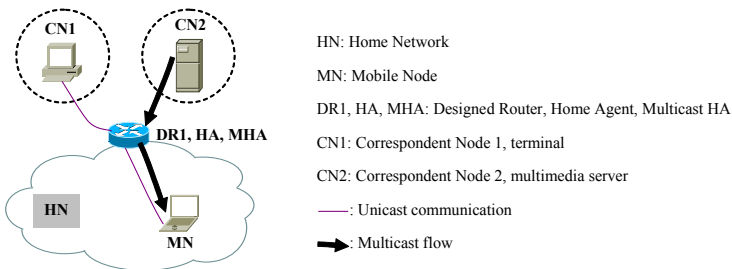 CN1
CN2
DR1, HA, MHA
HN
MN
HN: Home Network
MN: Mobile Node
DR1, HA, MHA: Designed Router, Home Agent, Multicast HA
CN1: Correspondent Node 1, terminal
CN2: Correspondent Node 2, multimedia server
: Unicast communication
: Multicast flow